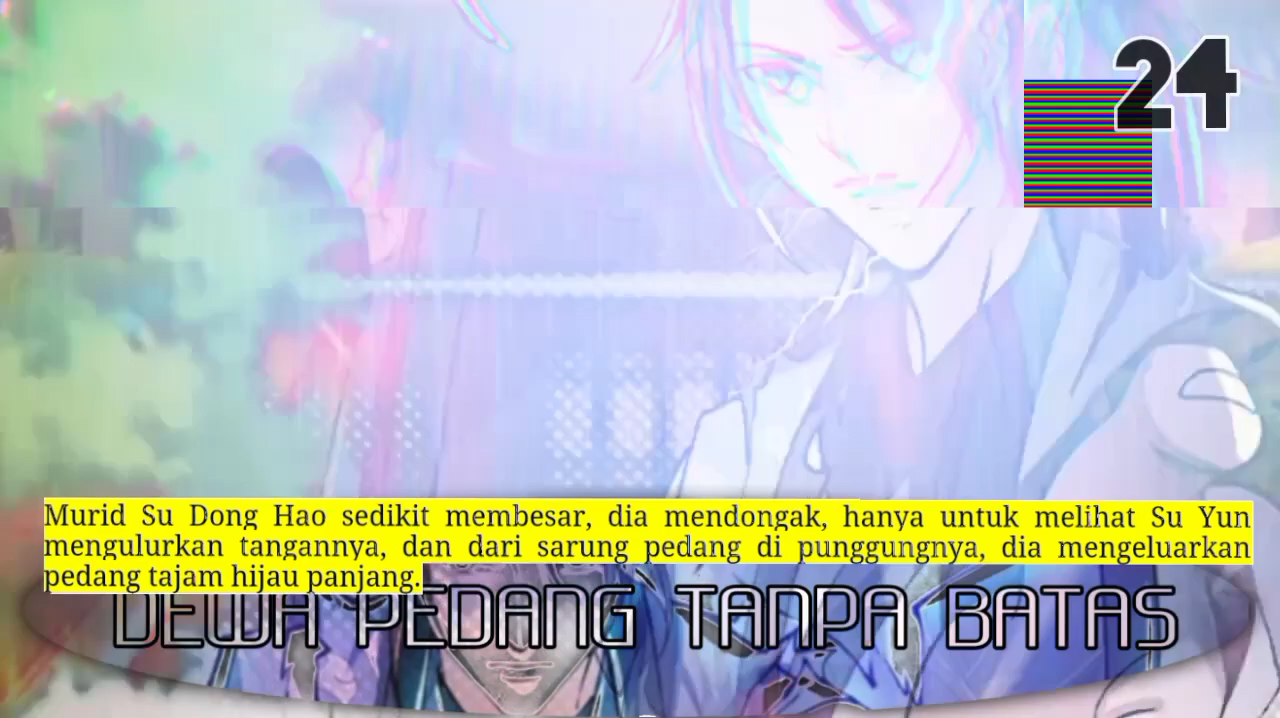 24
Murid Su Dong Hao sedikit membesar, dia mendongak, hanya untuk melihat Su Yun
mengulurkan tangannya, dan dari sarung pedang di punggungnya, dia mengeluarkan
pedang tajam hijau panjang.
DEWA PEDANG TANPA BATAS